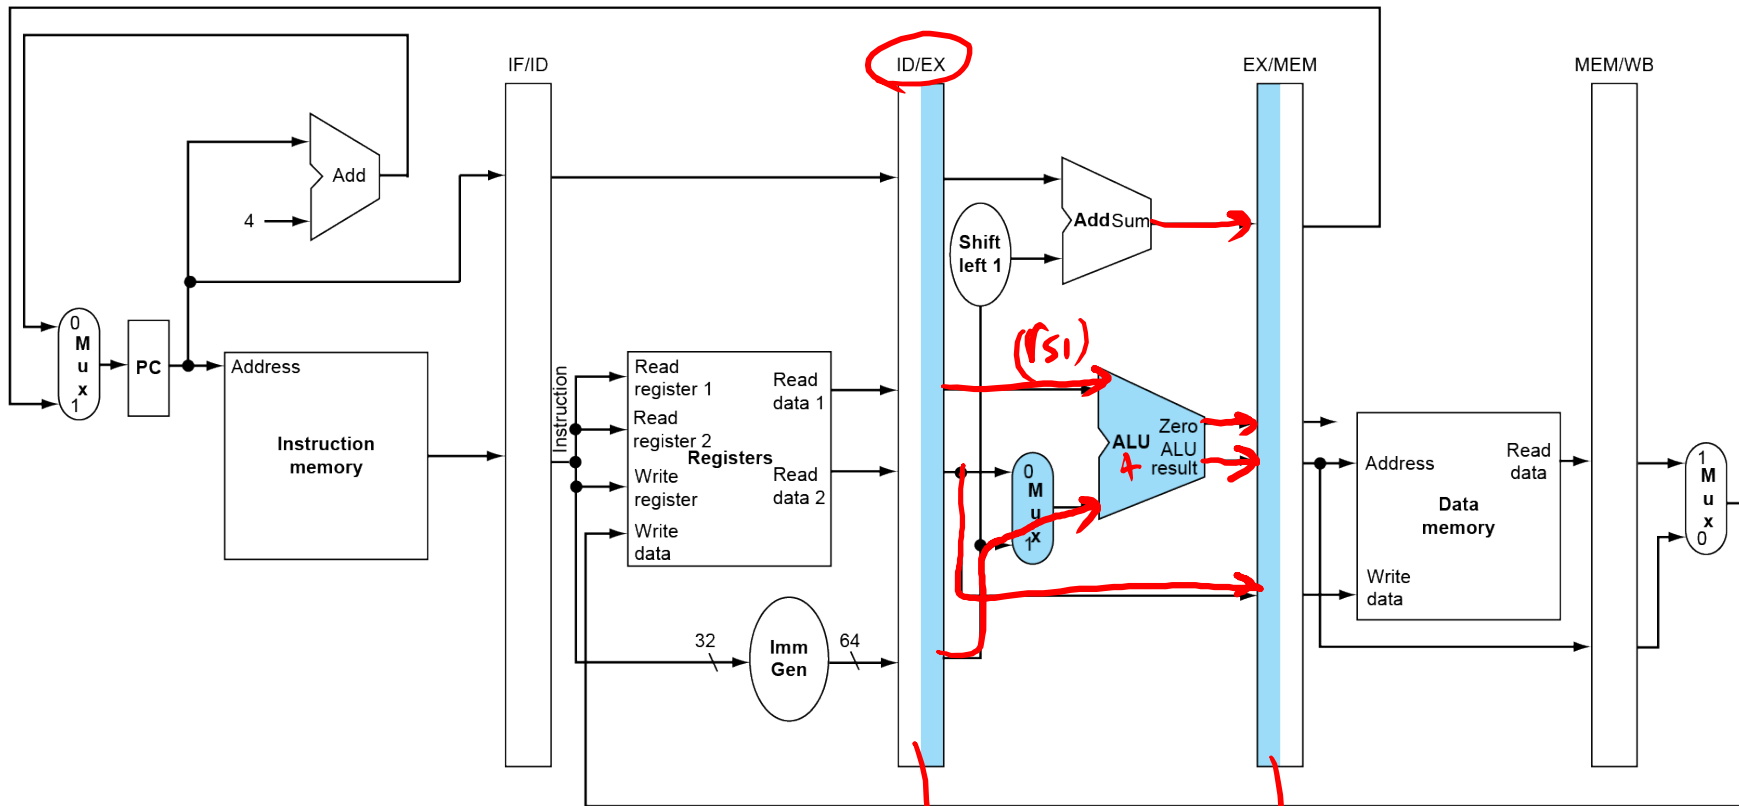 IF/ID
ID/EX
EX/MEM
MEM/WB
Add
4
Add Sum
Shift
left 1
(rs1)
0
M
u
x
1
PC
Address
Instruction
memory
Instruction
Read
register 1
Read
register 2
Write
register
Write
data
Registers
Read
data 1
Read
data 2
0
M
u
x
1
Zero
ALU
ALU
result
Address
Read
data
Data
memory
Write
data
1
M
u
x
0
32
Imm
Gen
64